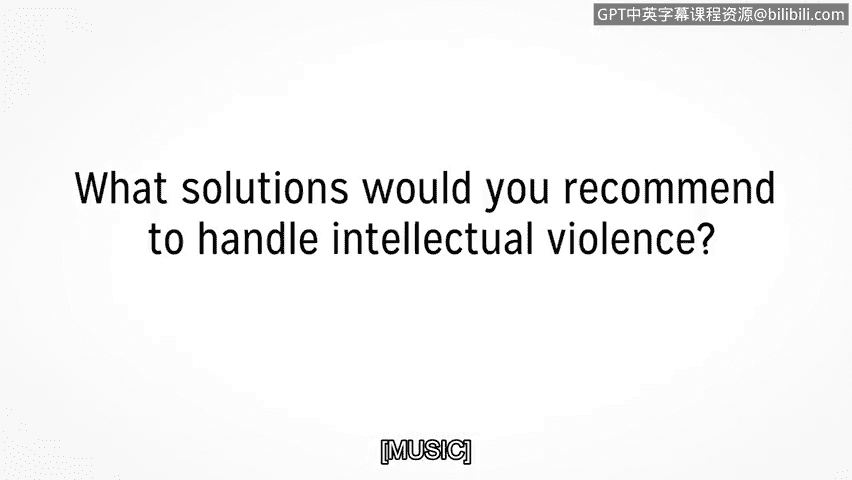 GPT中英字幕课程资源@bilibili.com
What solutions would you recommend
to handle intellectual violence?
[MUSIC]